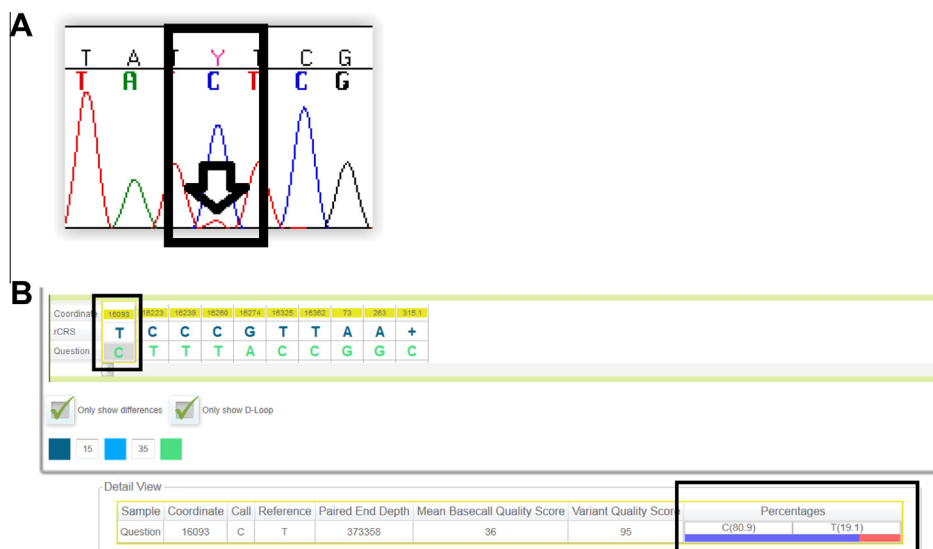 A
T A T Y T C G
T A C T C G
B
Coordinate 16093 16223 16239 16260 16274 16325 16362 73 263 315.1
rCRS T C C C G T T A A +
Question C T T T A C C G G C
Only show differences Only show D-Loop
15 35
Detail View
Sample Coordinate Call Reference Paired End Depth Mean Basecall Quality Score Variant Quality Score Percentages
Question 16093 C T 373358 36 95 C(80.9) T(19.1)